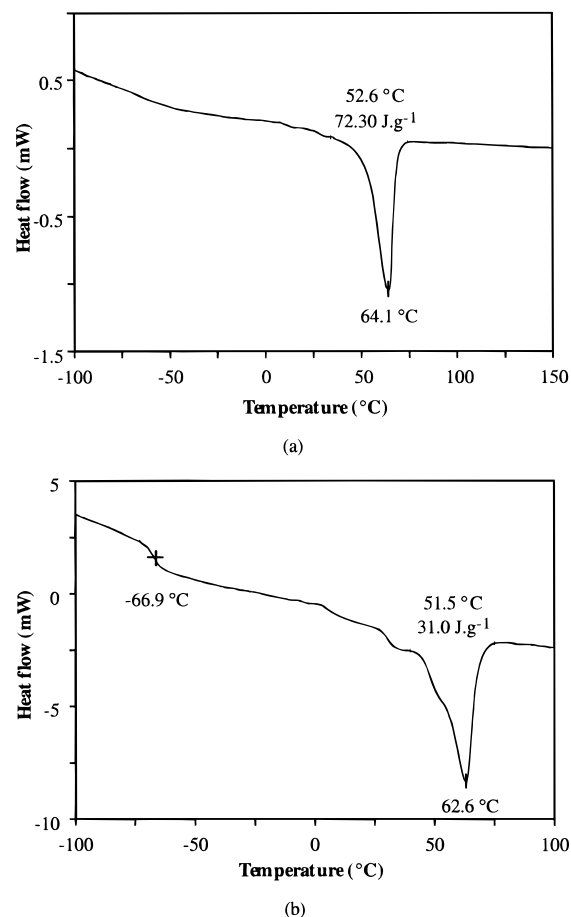 0.5
52.6 °C
72.30 J.g-1
Heat flow (mW)
-0.5
64.1 °C
-1.5
-100 0 50 100 150
Temperature (°C)
(a)
5
0
-66.9 °C
51.5 °C
31.0 J.g-1
Heat flow (mW)
-5
62.6 °C
-10
-100 -50 0 50 100
Temperature (°C)
(b)